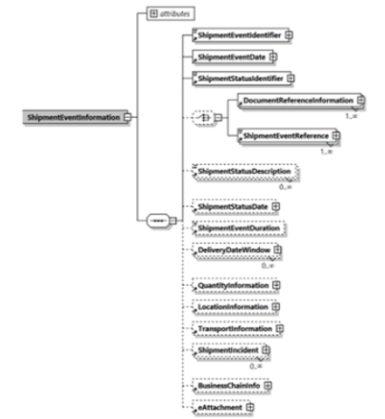 attributes
ShipmentEventIdentifier
ShipmentEventDate
ShipmentStatusIdentifier
DocumentReferenceInformation
1..∞
ShipmentEventInformation
ShipmentEventReference
1..∞
ShipmentStatusDescription
0..∞
ShipmentStatusDate
ShipmentEventDuration
DeliveryDateWindow
0..∞
QuantityInformation
LocationInformation
TransportInformation
ShipmentIncident
0..∞
BusinessChainInfo
eAttachment